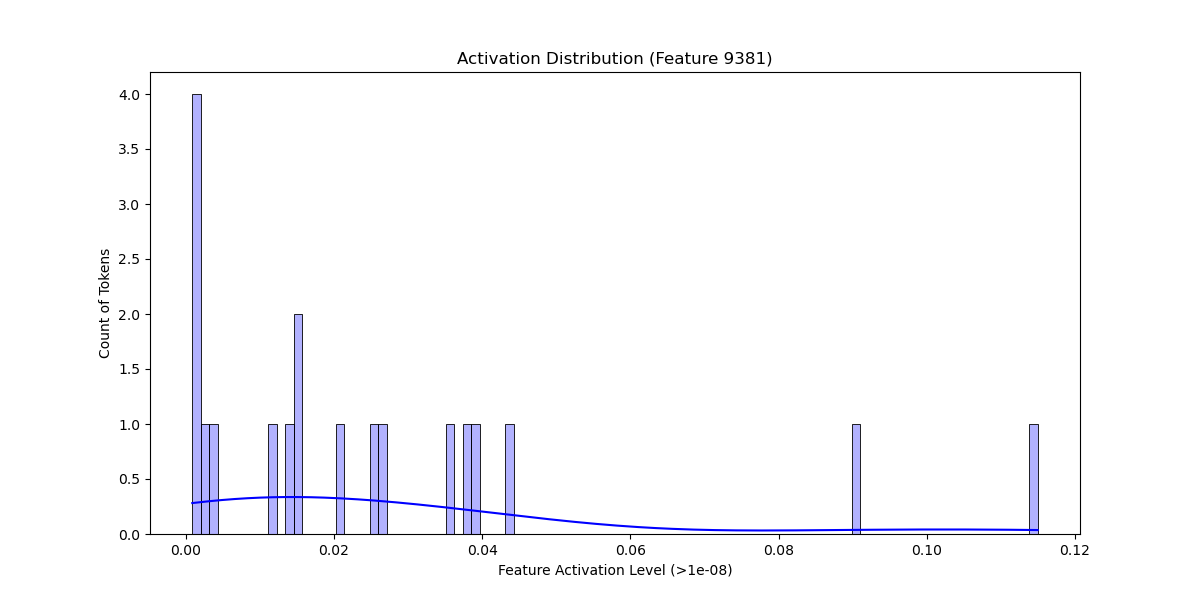 Activation Distribution (Feature 9381)
4.0
3.5
3.0
2.5
2.0
1.5
1.0
0.5
0.0
Count of Tokens
0.00 0.02 0.04 0.06 0.08 0.10 0.12
Feature Activation Level (>1e-08)